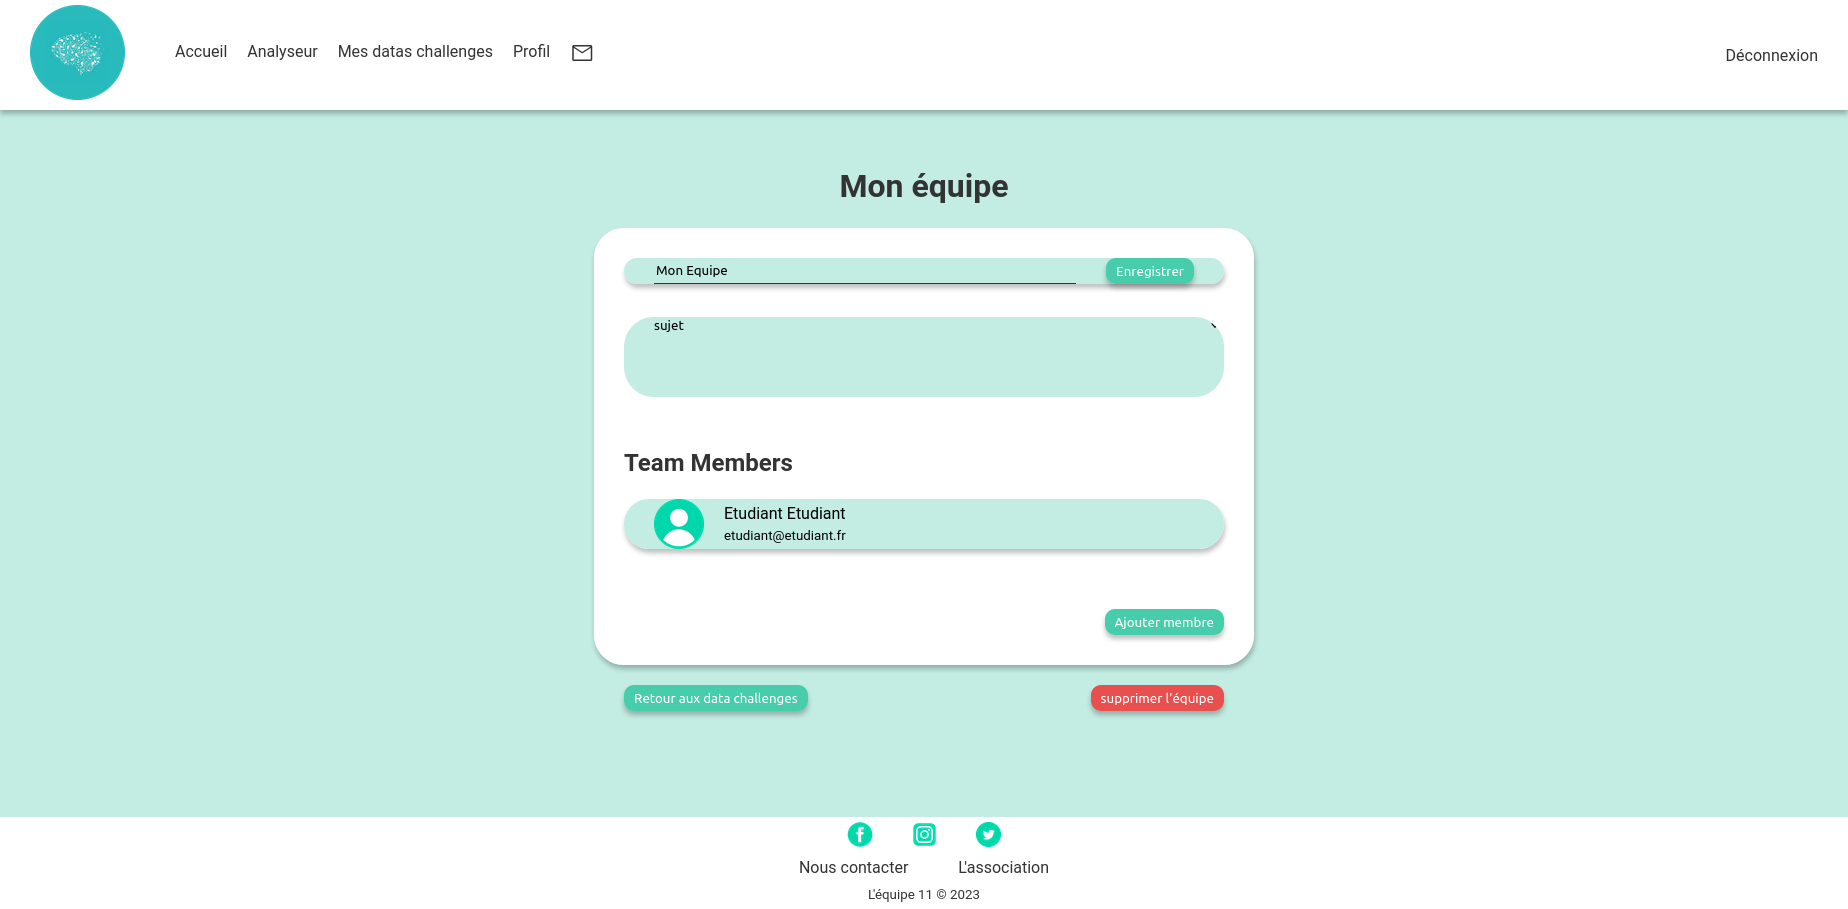 Accueil Analyseur Mes datas challenges Profil
Déconnexion
Mon équipe
Mon Equipe Enregistrer
sujet
Team Members
Etudiant Etudiant
etudiant@etudiant.fr
Ajouter membre
Retour aux data challenges supprimer l'équipe
Nous contacter L'association
L'équipe 11 © 2023